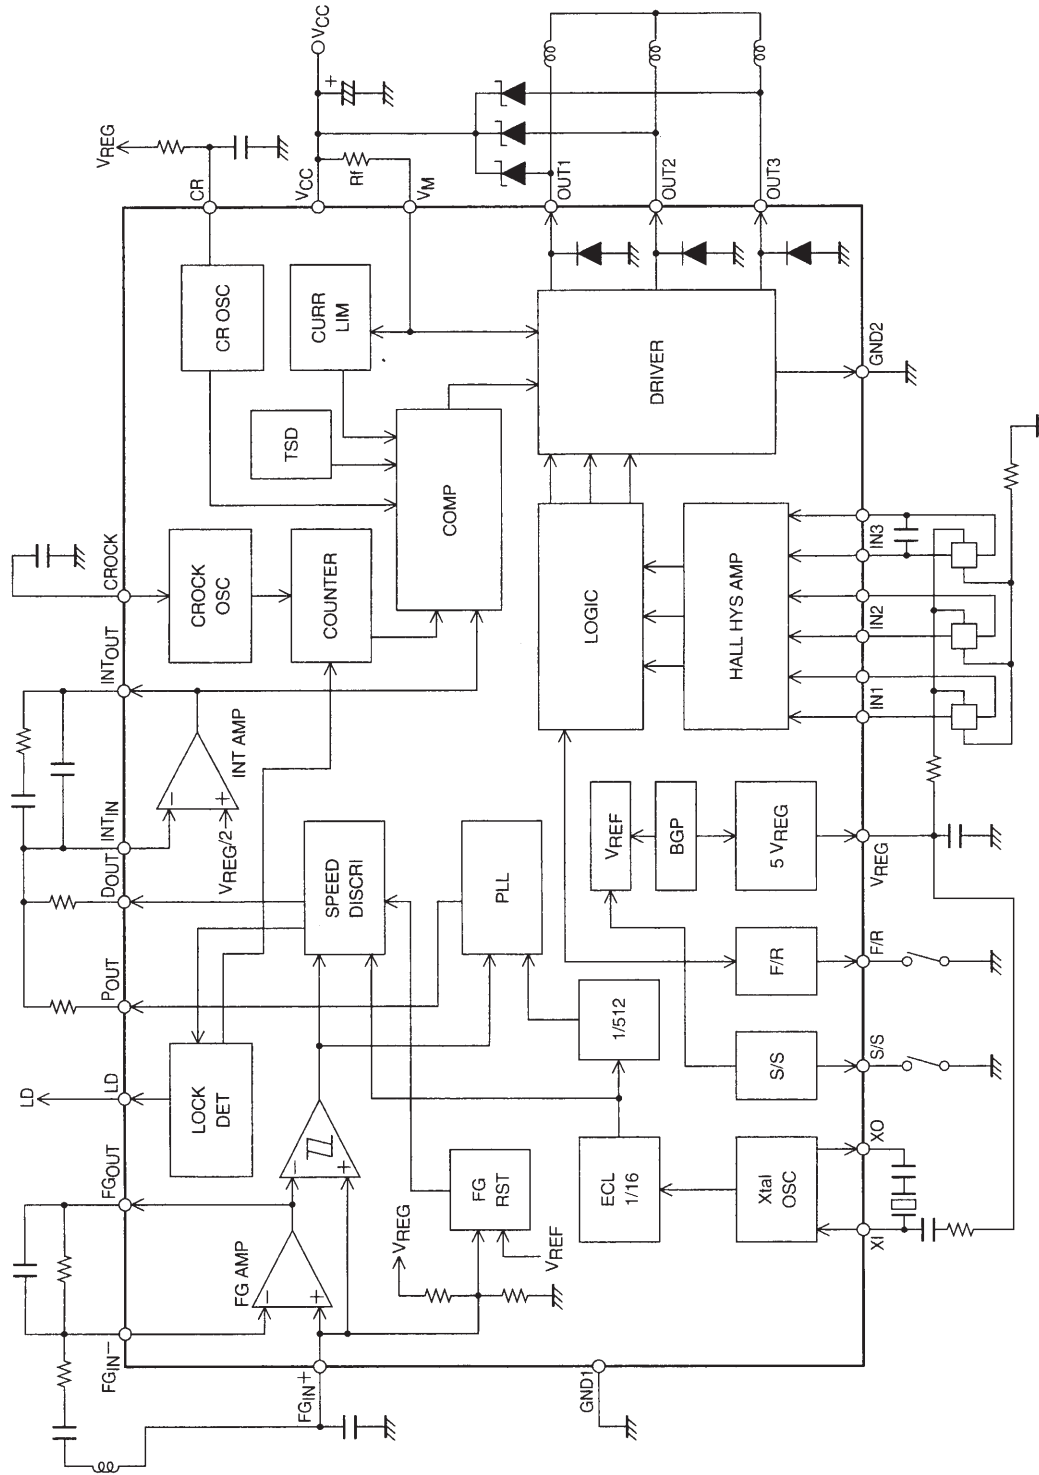 LD
VREG
VCC
+
FGIN−
FGOUT
LD
POUT
DOUT
INTIN
INTOUT
CROCK
CR
VCC
Rf
VM
FG AMP
−
+
LOCK
DET
−
+
INT AMP
VREG/2
CROCK
OSC
CR OSC
COUNTER
TSD
CURR
LIM
SPEED
DISCRI
COMP
FGIN+
VREG
FG
RST
VREF
PLL
−
+
ECL
1/16
1/512
VREF
BGP
LOGIC
DRIVER
OUT1
OUT2
OUT3
GND1
Xtal
OSC
S/S
F/R
5 VREG
HALL HYS AMP
XI
XO
S/S
F/R
VREG
IN1
IN2
IN3
GND2